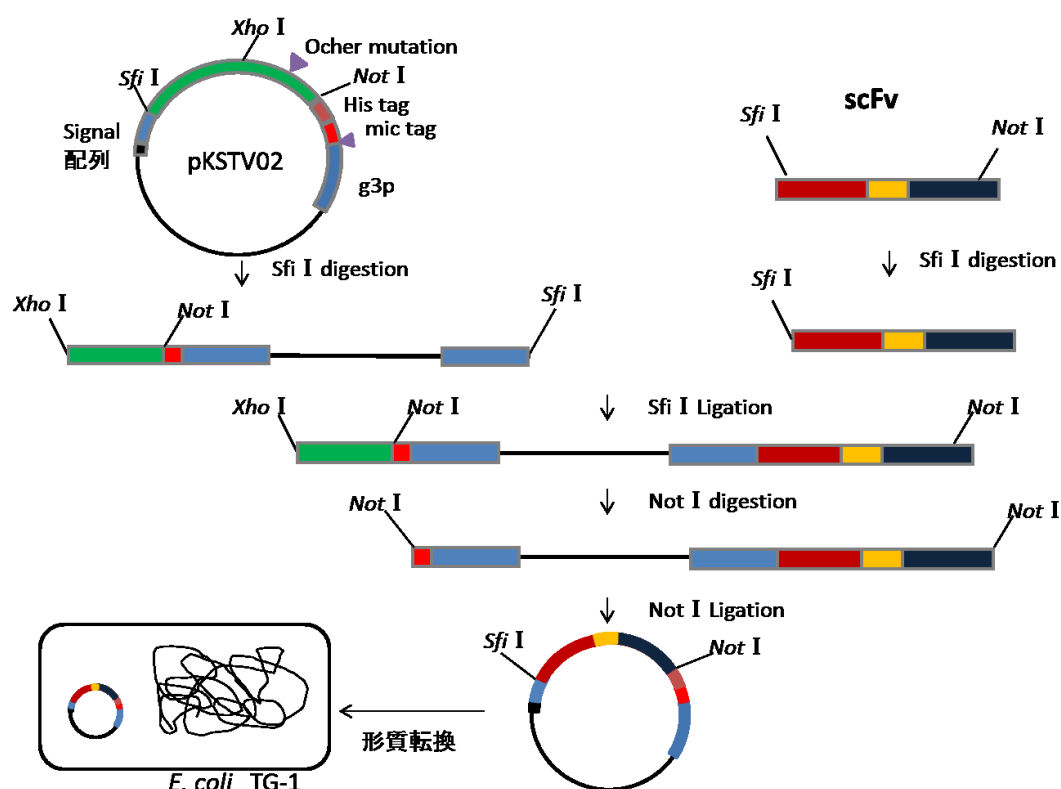 Xho I
Ocher mutation
Sfi I
Not I
His tag
mic tag
Signal
配列
pKSTV02
g3p
scFv
Sfi I
Not I
Sfi I digestion
Sfi I digestion
Xho I
Not I
Sfi I
Sfi I
Xho I
Not I
Sfi I Ligation
Not I
Not I
Not I digestion
Not I
Not I Ligation
Sfi I
Not I
形質転換
E. coli TG-1